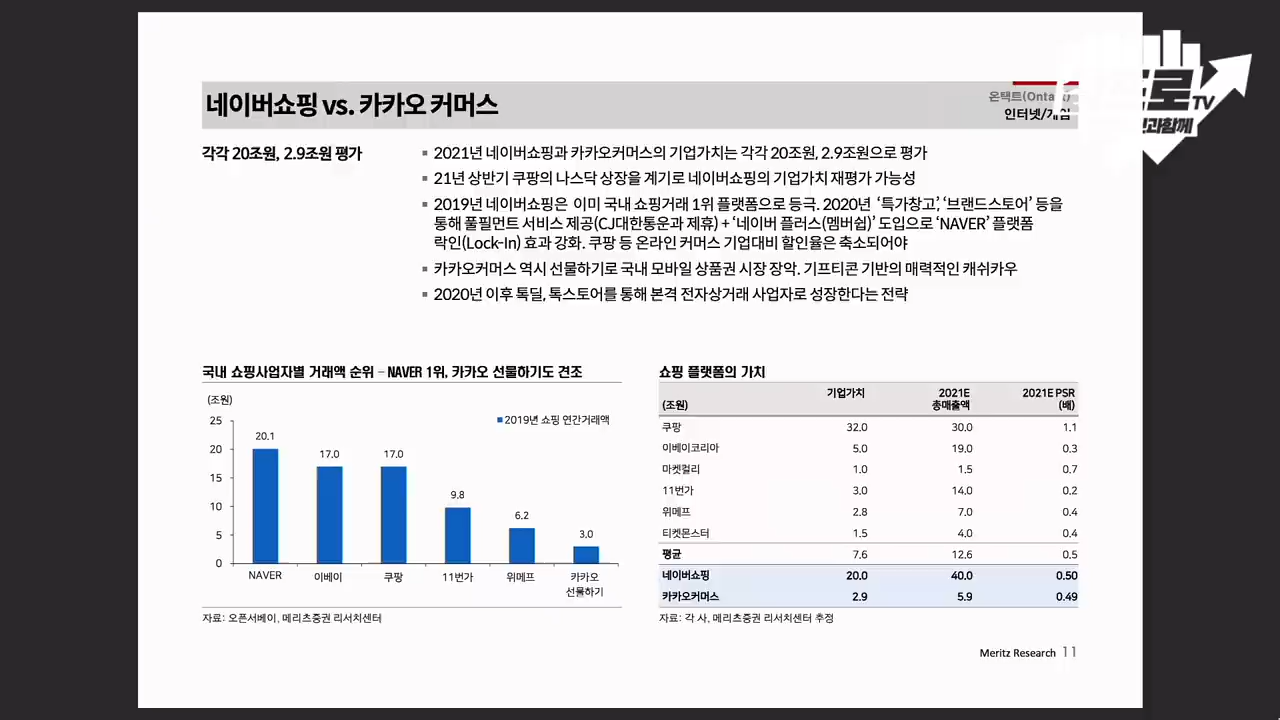 네이버쇼핑 vs. 카카오 커머스
온택트(Onta
인터넷/게임
로TV
과함께
각각 20조원, 2.9조원 평가
■ 2021년 네이버쇼핑과 카카오커머스의 기업가치는 각각 20조원, 2.9조원으로 평가
■ 21년 상반기 쿠팡의 나스닥 상장을 계기로 네이버쇼핑의 기업가치 재평가 가능성
■ 2019년 네이버쇼핑은 이미 국내 쇼핑거래 1위 플랫폼으로 등극. 2020년 ‘특가창고’, ‘브랜드스토어’ 등을
통해 풀필먼트 서비스 제공(CJ대한통운과 제휴) + ‘네이버 플러스(멤버쉽)’ 도입으로 ‘NAVER’ 플랫폼
락인(Lock-In) 효과 강화. 쿠팡 등 온라인 커머스 기업대비 할인율은 축소되어야
■ 카카오커머스 역시 선물하기로 국내 모바일 상품권 시장 장악. 기프티콘 기반의 매력적인 캐쉬카우
■ 2020년 이후 톡딜, 톡스토어를 통해 본격 전자상거래 사업자로 성장한다는 전략
국내 쇼핑사업자별 거래액 순위 – NAVER 1위, 카카오 선물하기도 견조
(조원)
■ 2019년 쇼핑 연간거래액
25
20
15
10
5
0
20.1
17.0
17.0
9.8
6.2
3.0
NAVER 이베이 쿠팡 11번가 위메프 카카오
선물하기
자료: 오픈서베이, 메리츠증권 리서치센터
쇼핑 플랫폼의 가치
기업가치 2021E 2021E PSR
(조원) 총매출액 (배)
쿠팡 32.0 30.0 1.1
이베이코리아 5.0 19.0 0.3
마켓컬리 1.0 1.5 0.7
11번가 3.0 14.0 0.2
위메프 2.8 7.0 0.4
티켓몬스터 1.5 4.0 0.4
평균 7.6 12.6 0.5
네이버쇼핑 20.0 40.0 0.50
카카오커머스 2.9 5.9 0.49
자료: 각 사, 메리츠증권 리서치센터 추정
Meritz Research 11